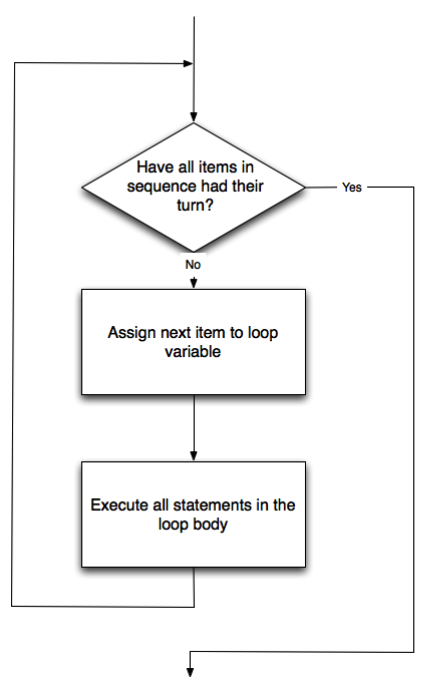 Have all items in
sequence had their
turn?
Yes
No
Assign next item to loop
variable
Execute all statements in the
loop body